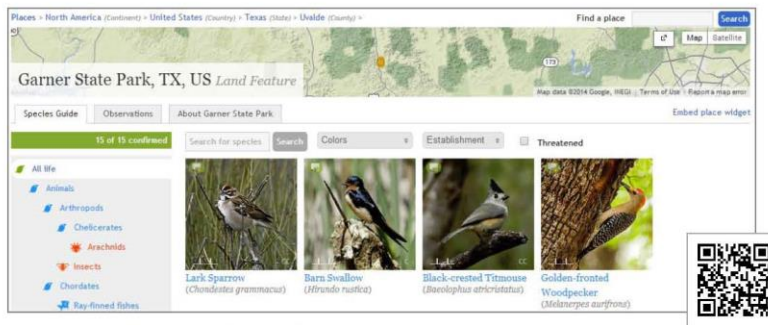 Places > North America (Continent) > United States (Country) > Texas (State) > Uvalde (County) >
Find a place
Search
Map
Satellite
173
Garner State Park, TX, US Land Feature
Map data ©2014 Google, INEGI
Terms of Use
Report a map error
Species Guide
Observations
About Garner State Park
Embed place widget
15 of 15 confirmed
Search for species
Search
Colors
Establishment
Threatened
All life
Animals
Arthropods
Chelicerates
Arachnids
Insects
Chordates
Ray-finned fishes
CC
CC
CC
Lark Sparrow
(Chondestes grammacus)
Barn Swallow
(Hirundo rustica)
Black-crested Titmouse
(Baeolophus atricristatus)
Golden-fronted
Woodpecker
(Melanerpes aurifrons)